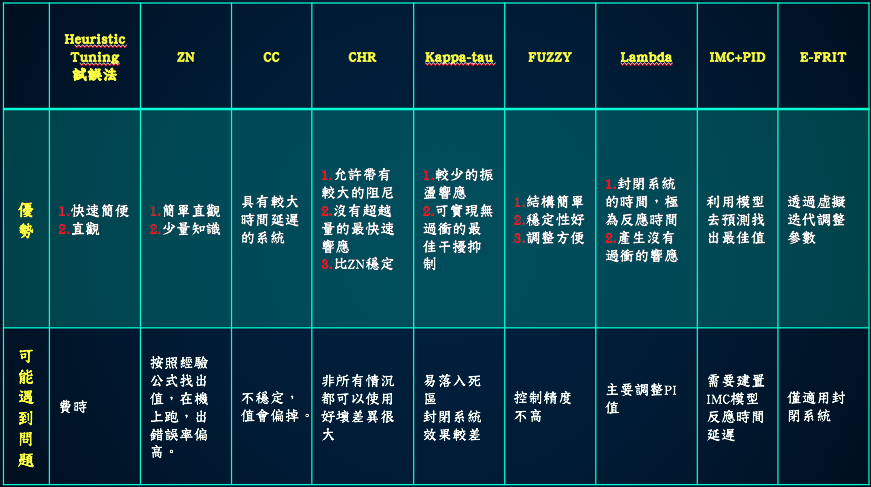 Heuristic
Tuning
試誤法
ZN
CC
CHR
Kappa-tau
FUZZY
Lambda
IMC+PID
E-FRIT
優
勢
1.快速簡便
2.直觀
1.簡單直觀
2.少量知識
具有較大
時間延遲
的系統
1.允許帶有
較大的阻尼
2.沒有超越
量的最快速
響應
3.比ZN穩定
1.較少的振
盪響應
2.可實現無
過衝的最
佳干擾抑
制
1.結構簡單
2.穩定性好
3.調整方便
1.封閉系統
的時間，極
為反應時間
2.產生沒有
過衝的響應
利用模型
去預測找
出最佳值
透過虛擬
迭代調整
參數
可
能
遇
到
問
題
費時
按照經驗
公式找出
值，在機
上跑，出
錯誤率偏
高。
不穩定，
值會偏掉。
非所有情況
都可以使用
好壞差異很
大
易落入死
區
封閉系統
效果較差
控制精度
不高
主要調整PI
值
需要建置
IMC模型
反應時間
延遲
僅適用封
閉系統